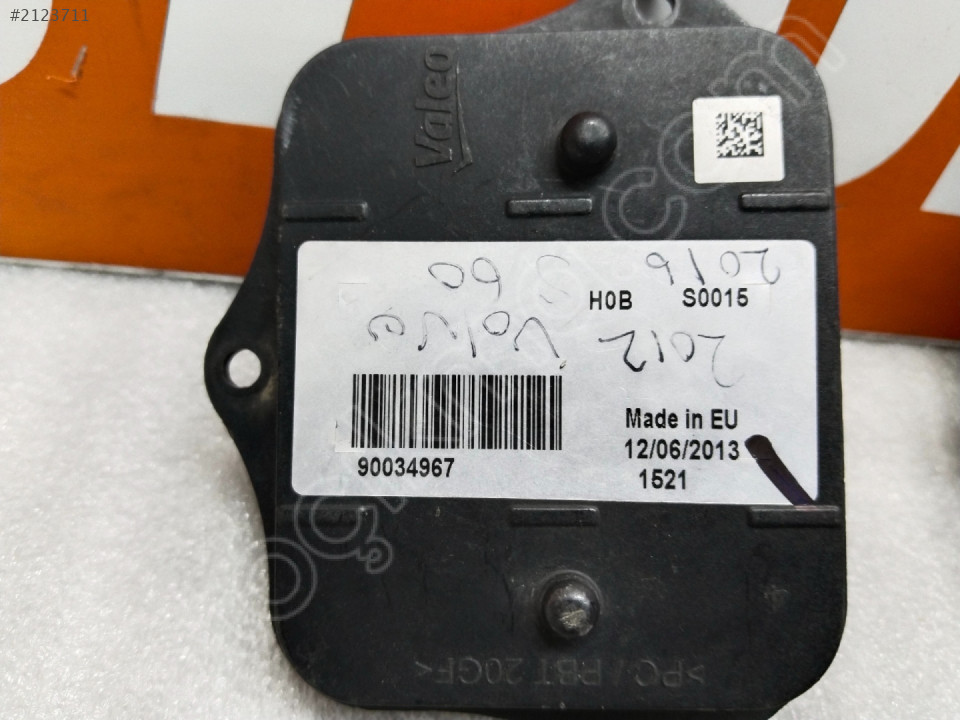 #2123711
Valeo
2016
S 60
H0B S0015
2012 Volvo
Made in EU
12/06/2013
1521
90034967
>PC/PBT 20GF<